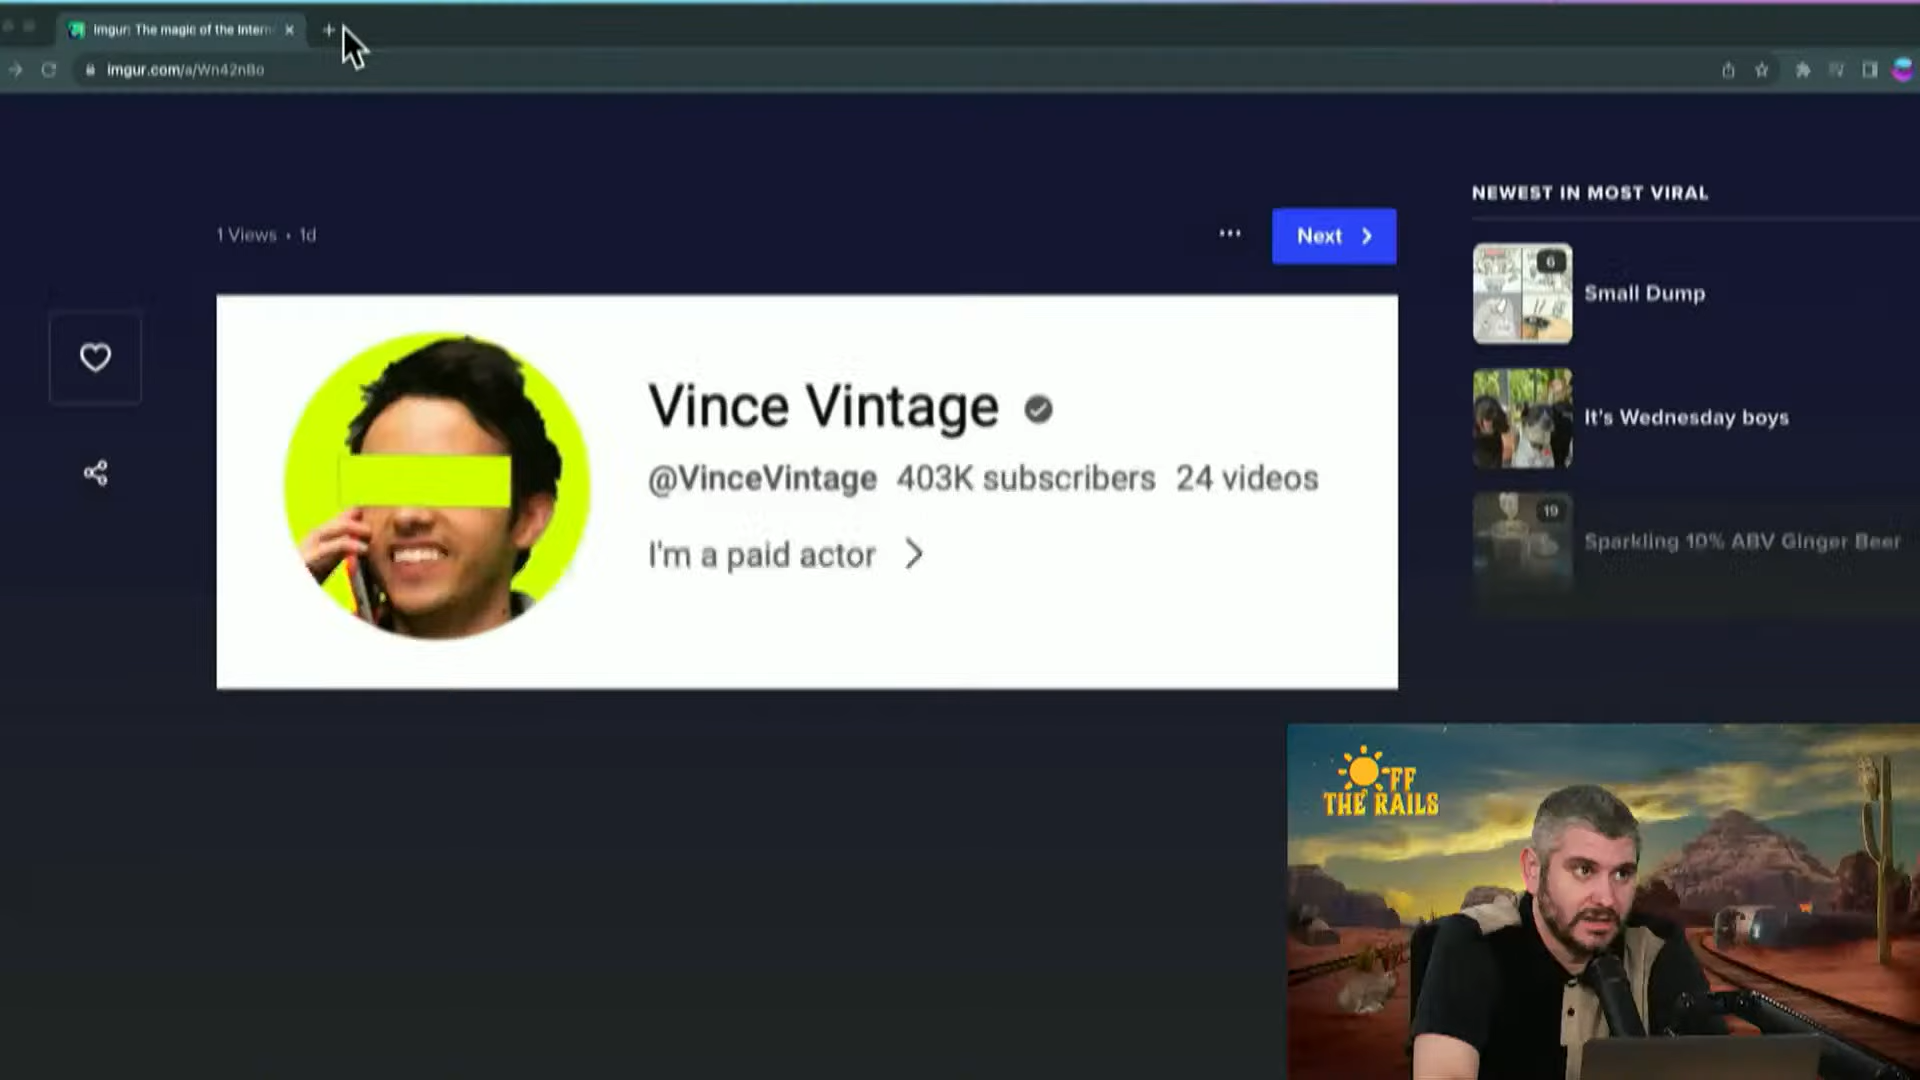 Imgur: The magic of the Intern
imgur.com/a/Wn42nBo
1 Views • 1d
Next
NEWEST IN MOST VIRAL
6
Small Dump
It's Wednesday boys
19
Sparkling 10% ABV Ginger Beer
Vince Vintage
@VinceVintage 403K subscribers 24 videos
I'm a paid actor
OFF
THE RAILS